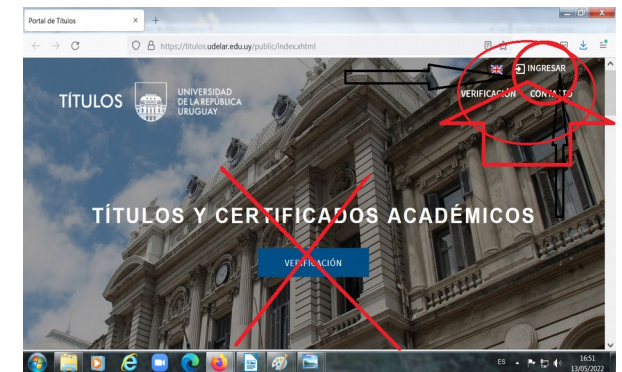 Portal de Títulos
https://titulos.udelar.edu.uy/public/index.xhtml
INGRESAR
VERIFICACIÓN
TÍTULOS
UNIVERSIDAD
DE LA REPÚBLICA
URUGUAY
TÍTULOS Y CERTIFICADOS ACADÉMICOS
VERIFICACIÓN
ES
16:51
13/05/2022